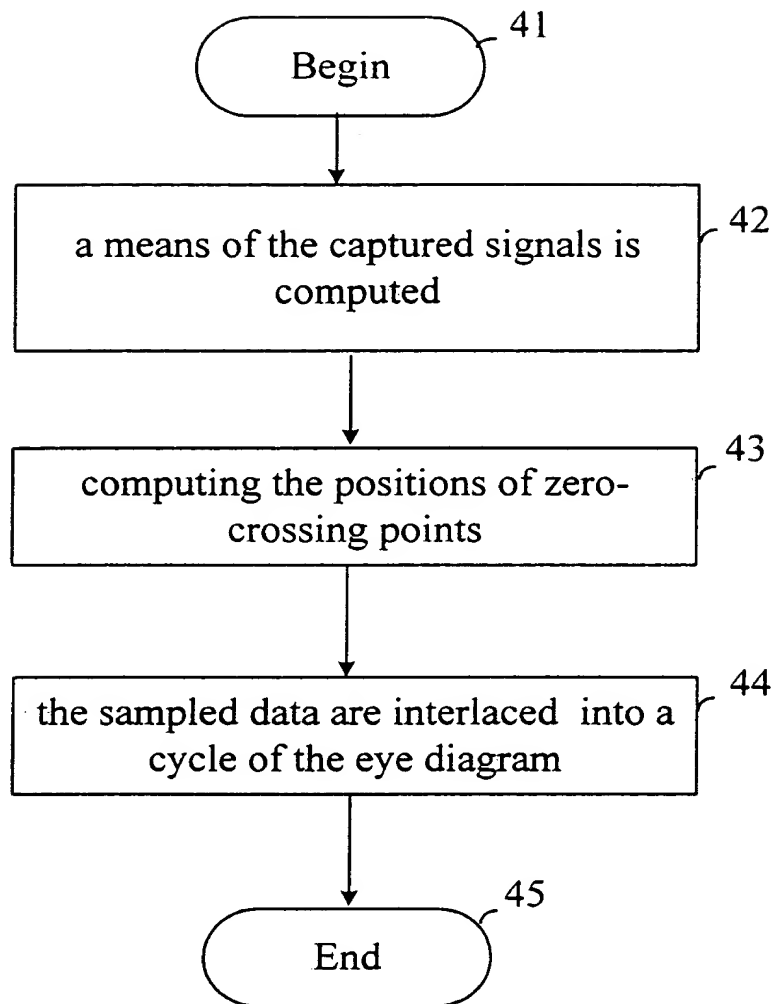 41
Begin
42
a means of the captured signals is
computed
43
computing the positions of zero-
crossing points
44
the sampled data are interlaced into a
cycle of the eye diagram
45
End